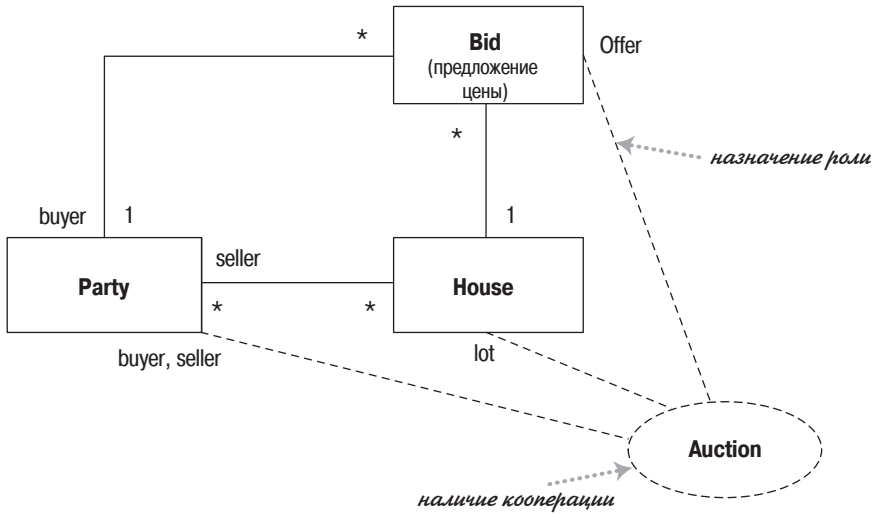 *
Bid
(предложение
цены)
Offer
*
назначение роли
buyer
1
1
Party
seller
House
*
*
buyer, seller
lot
Auction
наличие кооперации